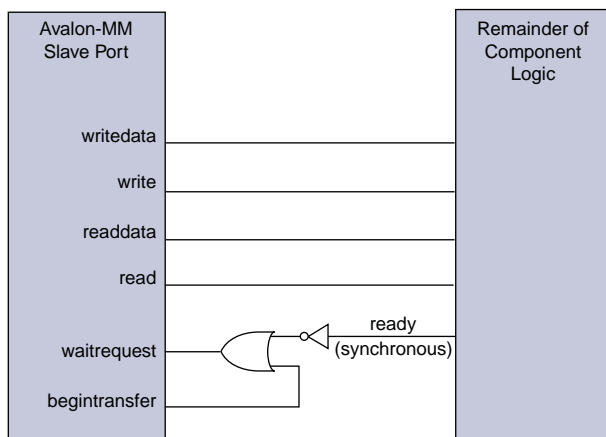 Avalon-MM
Slave Port
Remainder of
Component
Logic
writedata
write
readdata
read
ready
(synchronous)
waitrequest
begintransfer